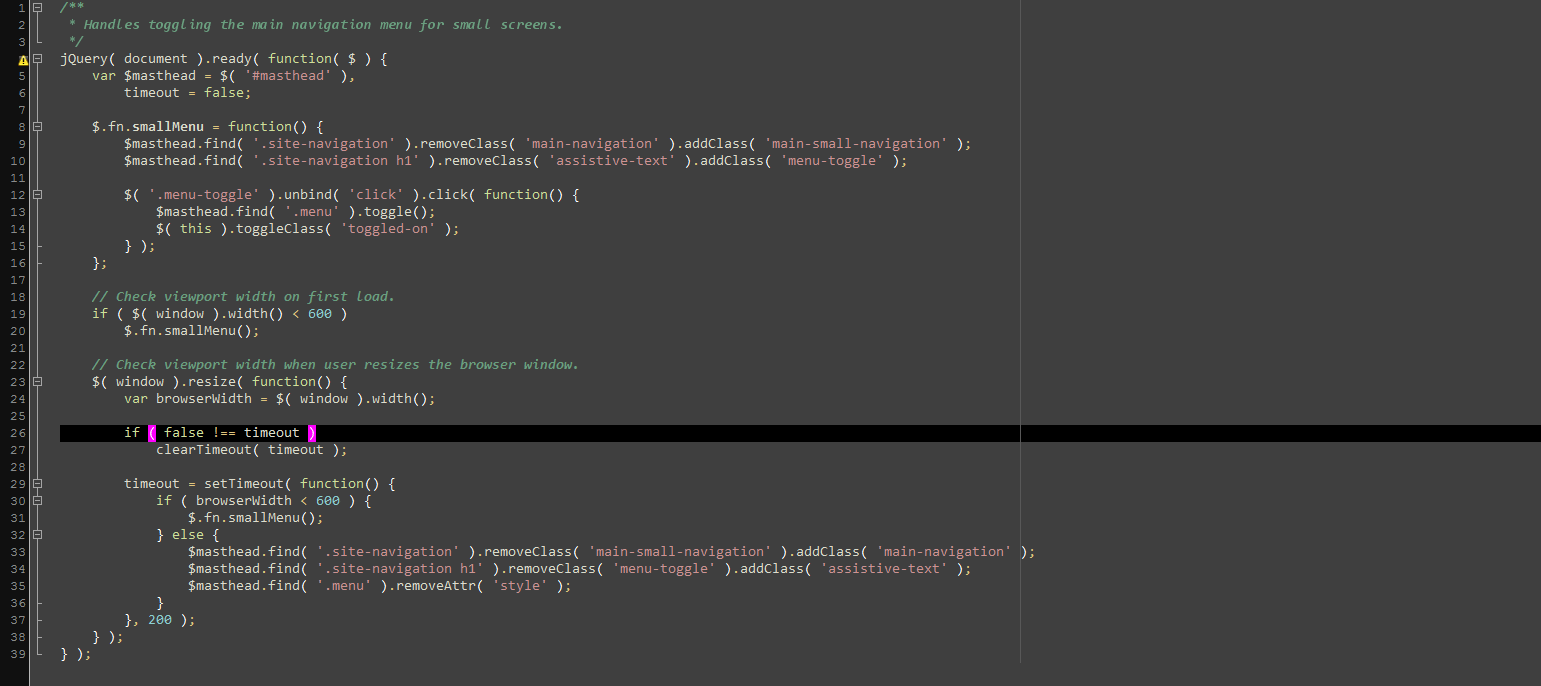 1 /**
2  * Handles toggling the main navigation menu for small screens.
3  */
jQuery( document ).ready( function( $ ) {
5     var $masthead = $( '#masthead' ),
6         timeout = false;
7
8     $.fn.smallMenu = function() {
9         $masthead.find( '.site-navigation' ).removeClass( 'main-navigation' ).addClass( 'main-small-navigation' );
10         $masthead.find( '.site-navigation h1' ).removeClass( 'assistive-text' ).addClass( 'menu-toggle' );
11
12         $( '.menu-toggle' ).unbind( 'click' ).click( function() {
13             $masthead.find( '.menu' ).toggle();
14             $( this ).toggleClass( 'toggled-on' );
15         } );
16     };
17
18     // Check viewport width on first load.
19     if ( $( window ).width() < 600 )
20         $.fn.smallMenu();
21
22     // Check viewport width when user resizes the browser window.
23     $( window ).resize( function() {
24         var browserWidth = $( window ).width();
25
26         if ( false !== timeout )
27             clearTimeout( timeout );
28
29         timeout = setTimeout( function() {
30             if ( browserWidth < 600 ) {
31                 $.fn.smallMenu();
32             } else {
33                 $masthead.find( '.site-navigation' ).removeClass( 'main-small-navigation' ).addClass( 'main-navigation' );
34                 $masthead.find( '.site-navigation h1' ).removeClass( 'menu-toggle' ).addClass( 'assistive-text' );
35                 $masthead.find( '.menu' ).removeAttr( 'style' );
36             }
37         }, 200 );
38     } );
39 } );